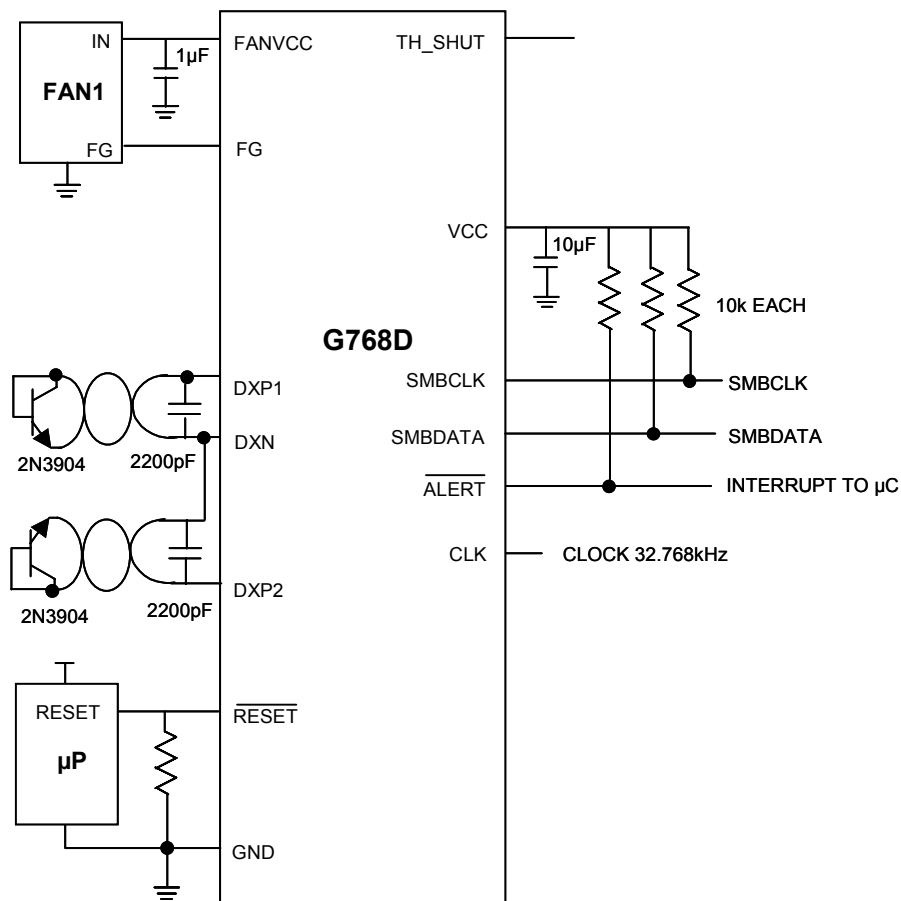 IN
FANVCC
TH_SHUT
1µF
FAN1
FG
FG
VCC
10µF
10k EACH
G768D
DXP1
SMBCLK
SMBCLK
DXN
SMBDATA
SMBDATA
2N3904
2200pF
ALERT
INTERRUPT TO µC
CLK
CLOCK 32.768kHz
DXP2
2N3904
2200pF
RESET
RESET
µP
GND